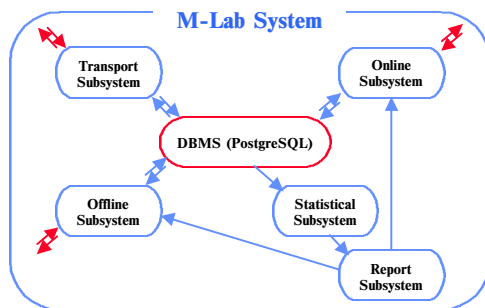 M-Lab System
Transport
Subsystem
Online
Subsystem
DBMS (PostgreSQL)
Offline
Subsystem
Statistical
Subsystem
Report
Subsystem